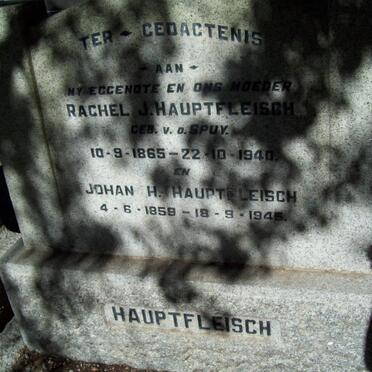 TER - GEDACTENIS
- AAN -
MY EGGENOTE EN ONS MOEDER
RACHEL J. HAUPTFLEISCH
GEB. V. D. SPUY.
10-9-1865 - 22-10-1940.
EN
JOHAN H. HAUPTFLEISCH
4-6-1859 - 18-9-1945.
HAUPTFLEISCH